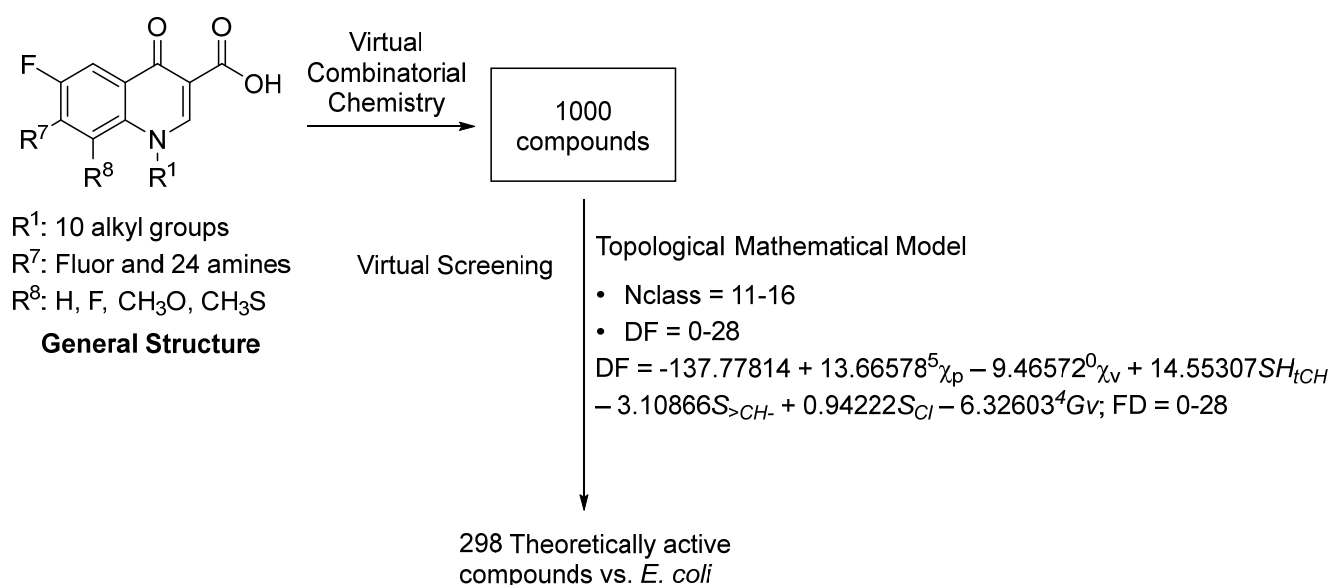 O
O
F
OH
R⁷
N
R⁸
R¹
Virtual
Combinatorial
Chemistry
1000
compounds
R¹: 10 alkyl groups
R⁷: Fluor and 24 amines
R⁸: H, F, CH₃O, CH₃S
General Structure
Virtual Screening
Topological Mathematical Model
• Nclass = 11-16
• DF = 0-28
DF = -137.77814 + 13.66578⁵χₚ – 9.46572⁰χᵥ + 14.55307SHₜCH
– 3.10866S>CH- + 0.94222SCl – 6.32603⁴Gv; FD = 0-28
298 Theoretically active
compounds vs. E. coli